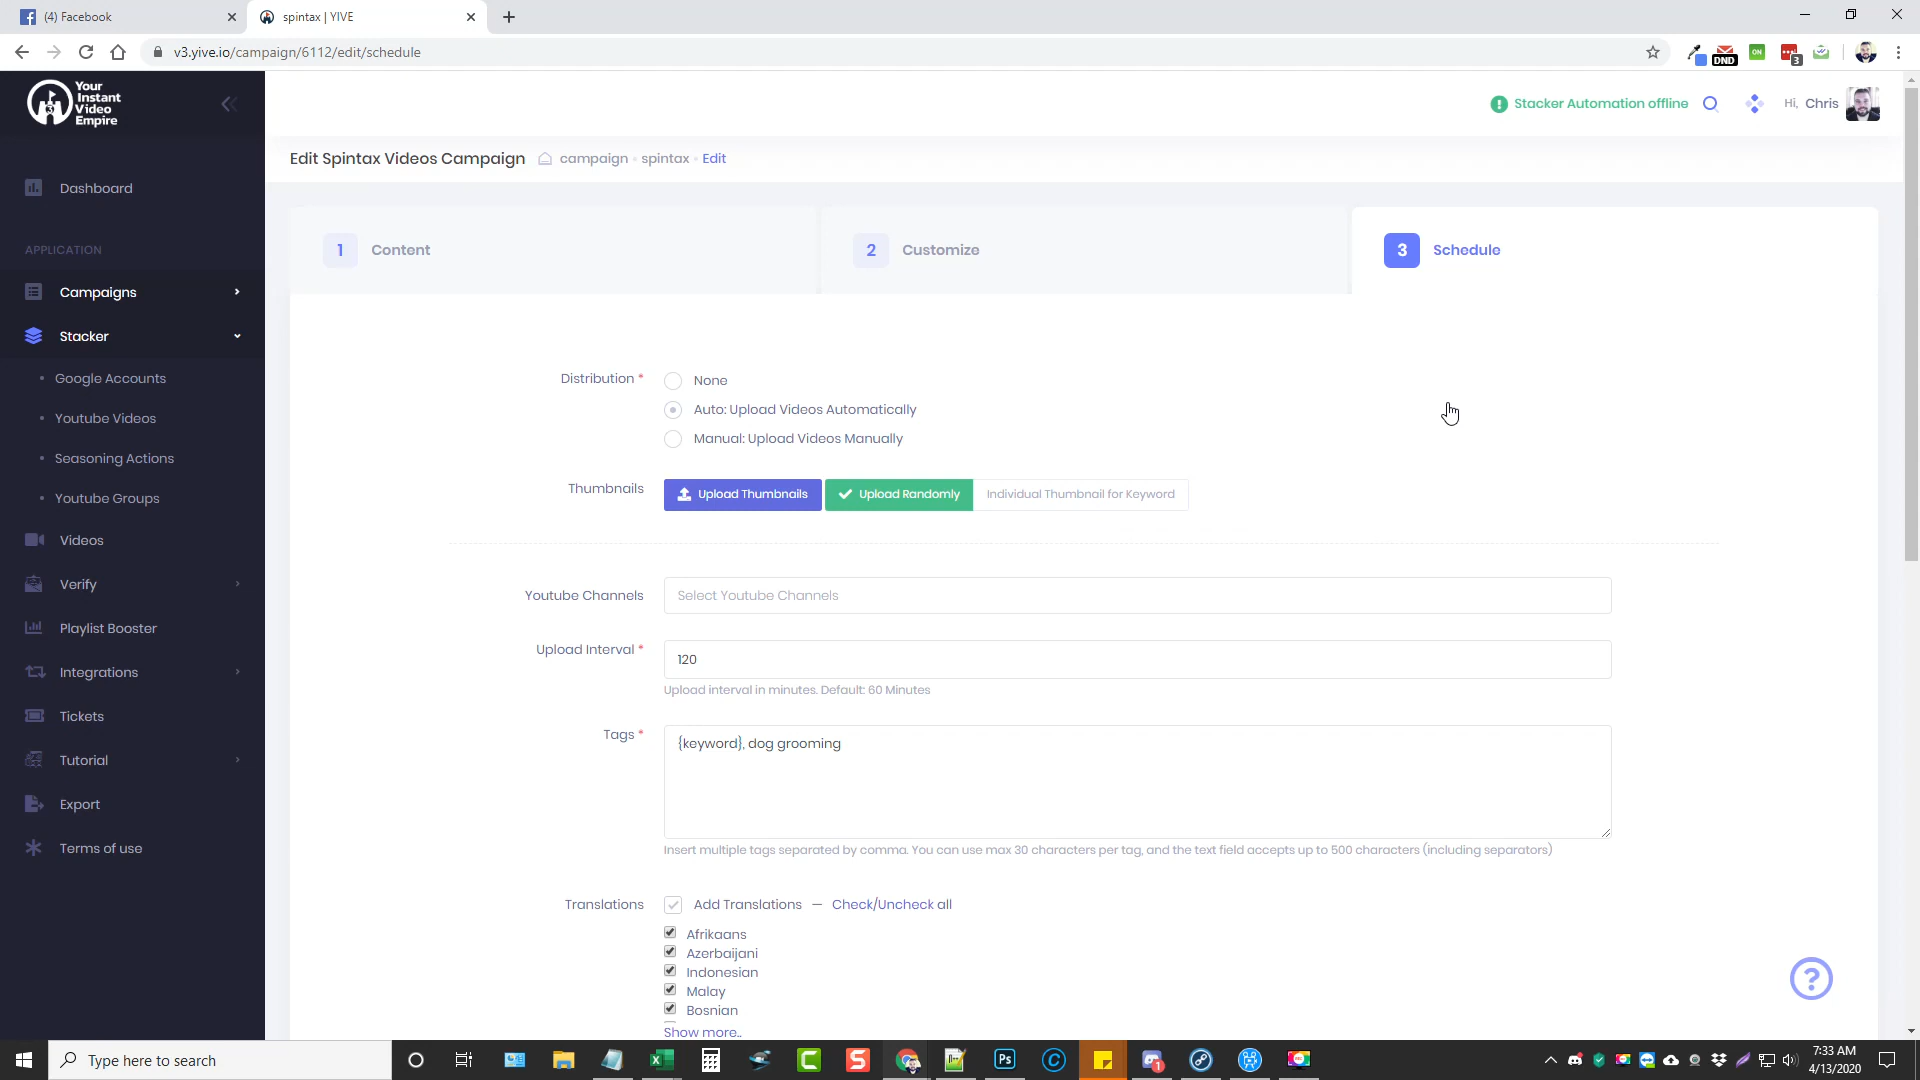 (4) Facebook
spintax | YIVE
v3.yive.io/campaign/6112/edit/schedule
DND
ON
3
Your
Instant
Video
Empire
Stacker Automation offline
Hi, Chris
Edit Spintax Videos Campaign
campaign • spintax • Edit
Dashboard
APPLICATION
Campaigns
Stacker
Google Accounts
Youtube Videos
Seasoning Actions
Youtube Groups
Videos
Verify
Playlist Booster
Integrations
Tickets
Tutorial
Export
Terms of use
1 Content
2 Customize
3 Schedule
Distribution *
None
Auto: Upload Videos Automatically
Manual: Upload Videos Manually
Thumbnails
Upload Thumbnails
Upload Randomly
Individual Thumbnail for Keyword
Youtube Channels
Select Youtube Channels
Upload Interval *
120
Upload interval in minutes. Default: 60 Minutes
Tags *
{keyword}, dog grooming
Insert multiple tags separated by comma. You can use max 30 characters per tag, and the text field accepts up to 500 characters (including separators)
Translations
Add Translations — Check/Uncheck all
Afrikaans
Azerbaijani
Indonesian
Malay
Bosnian
Show more..
?
Type here to search
Ps
7:33 AM
4/13/2020